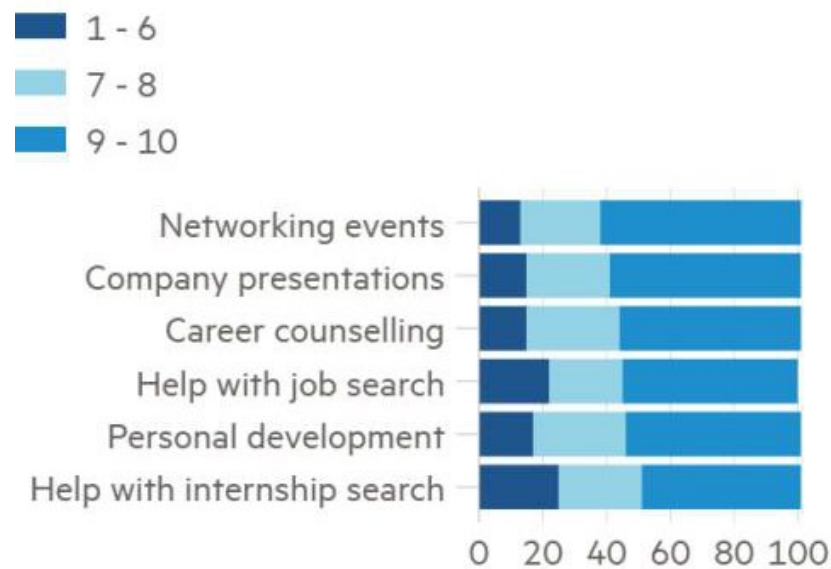 1 - 6
7 - 8
9 - 10
Networking events
Company presentations
Career counselling
Help with job search
Personal development
Help with internship search
0 20 40 60 80 100